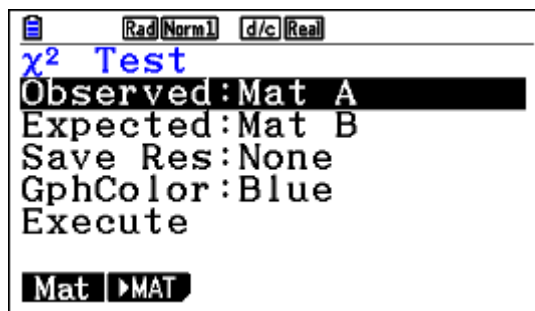 Rad Norm1 d/c Real
χ² Test
Observed:Mat A
Expected:Mat B
Save Res:None
GphColor:Blue
Execute
Mat ▶MAT